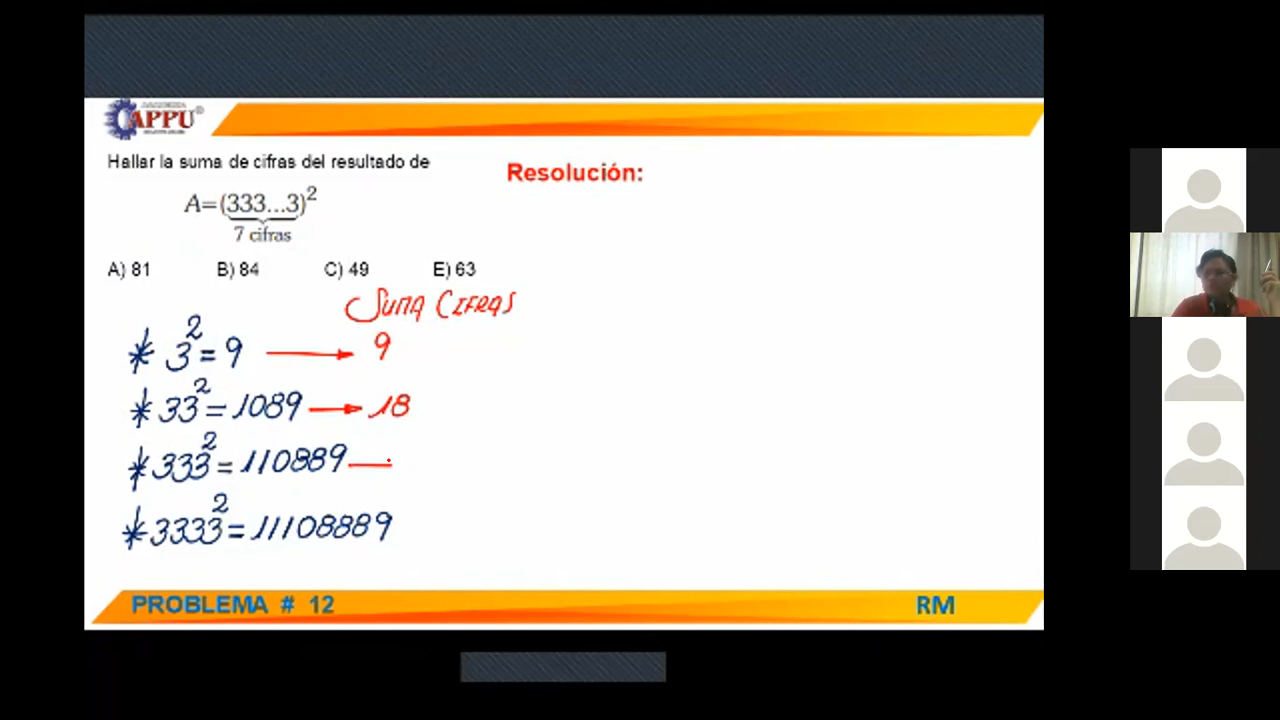 APPU®
Hallar la suma de cifras del resultado de
A=(333...3)²
7 cifras
A) 81 B) 84 C) 49 E) 63
Resolución:
SUMA CIFRAS
* 3² = 9 → 9
* 33² = 1089 → 18
* 333² = 110889 —
* 3333² = 11108889
PROBLEMA # 12
RM